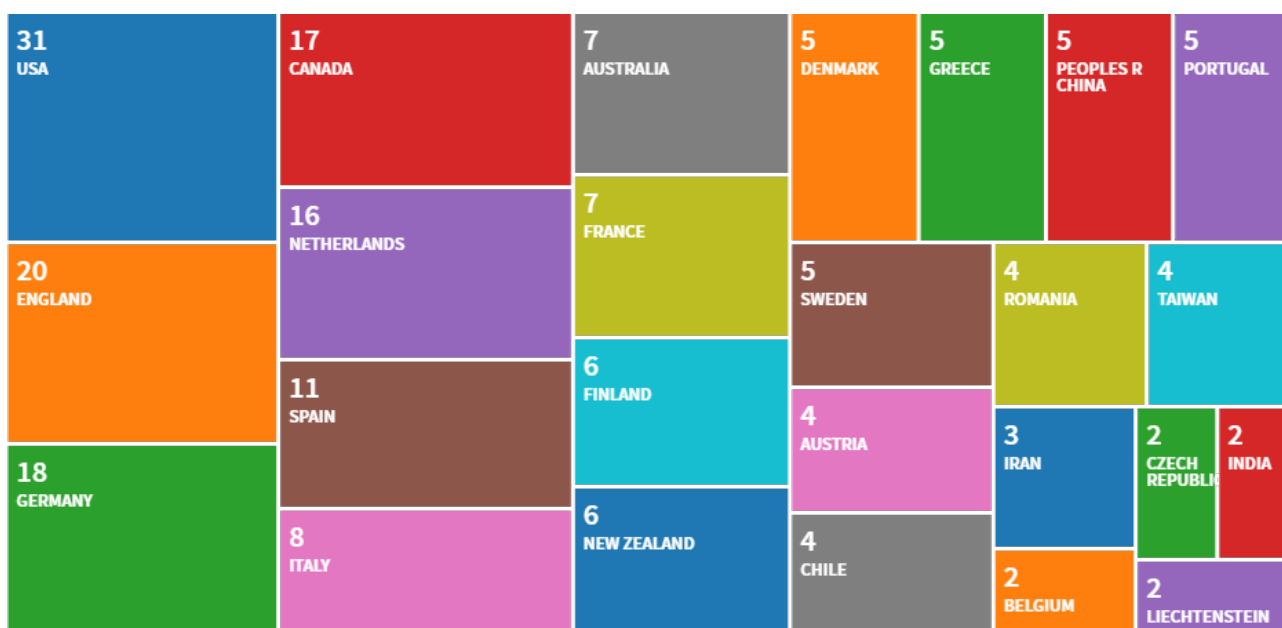 31
USA
20
ENGLAND
18
GERMANY
17
CANADA
16
NETHERLANDS
11
SPAIN
8
ITALY
7
AUSTRALIA
7
FRANCE
6
FINLAND
6
NEW ZEALAND
5
DENMARK
5
GREECE
5
PEOPLES R
CHINA
5
PORTUGAL
5
SWEDEN
4
AUSTRIA
4
CHILE
4
ROMANIA
4
TAIWAN
3
IRAN
2
BELGIUM
2
CZECH
REPUBLIC
2
INDIA
2
LIECHTENSTEIN